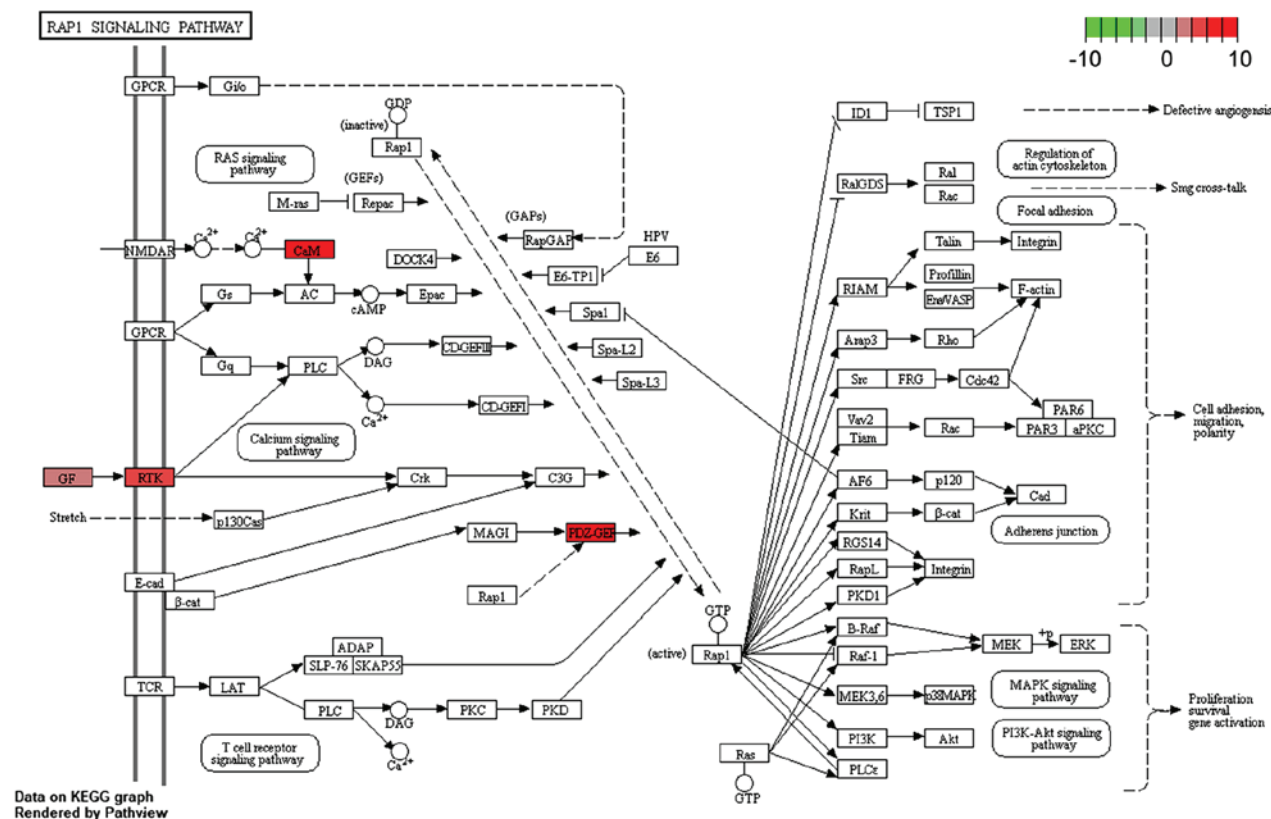 RAP1 SIGNALING PATHWAY
-10 0 10
GPCR
Gi/o
GDP
(inactive)
Rap1
RAS signaling
pathway
(GEFs)
M-ras
Repac
(GAPs)
RapGAP
HPV
E6
E6-TP1
NMDAR
Ca2+
Ca2+
CaM
DOCK4
Gs
AC
cAMP
Epac
Spa1
GPCR
Gq
PLC
DAG
CD-GEFIII
Spa-L2
Spa-L3
Ca2+
CD-GEFI
Calcium signaling
pathway
GF
RTK
Crk
C3G
Stretch
p130Cas
MAGI
PDZ-GEF
Rap1
E-cad
β-cat
GTP
(active)
Rap1
ADAP
SLP-76
SKAP55
TCR
LAT
PLC
DAG
PKC
PKD
Ca2+
T cell receptor
signaling pathway
Ras
GTP
ID1
TSP1
Defective angiogenesis
Regulation of
actin cytoskeleton
RalGDS
Ral
Rac
Smg cross-talk
Focal adhesion
Talin
Integrin
RIAM
Profillin
Ena/VASP
F-actin
Arap3
Rho
Src
FRG
Cdc42
PAR6
PAR3
aPKC
Vav2
Tiam
Rac
Cell adhesion,
migration,
polarity
AF6
p120
Cad
Krit
β-cat
Adherens junction
RGS14
RapL
Integrin
PKD1
B-Raf
Raf-1
MEK
+p
ERK
MEK3,6
p38MAPK
MAPK signaling
pathway
Proliferation
survival
gene activation
PI3K
Akt
PI3K-Akt signaling
pathway
PLCε
Data on KEGG graph
Rendered by Pathview